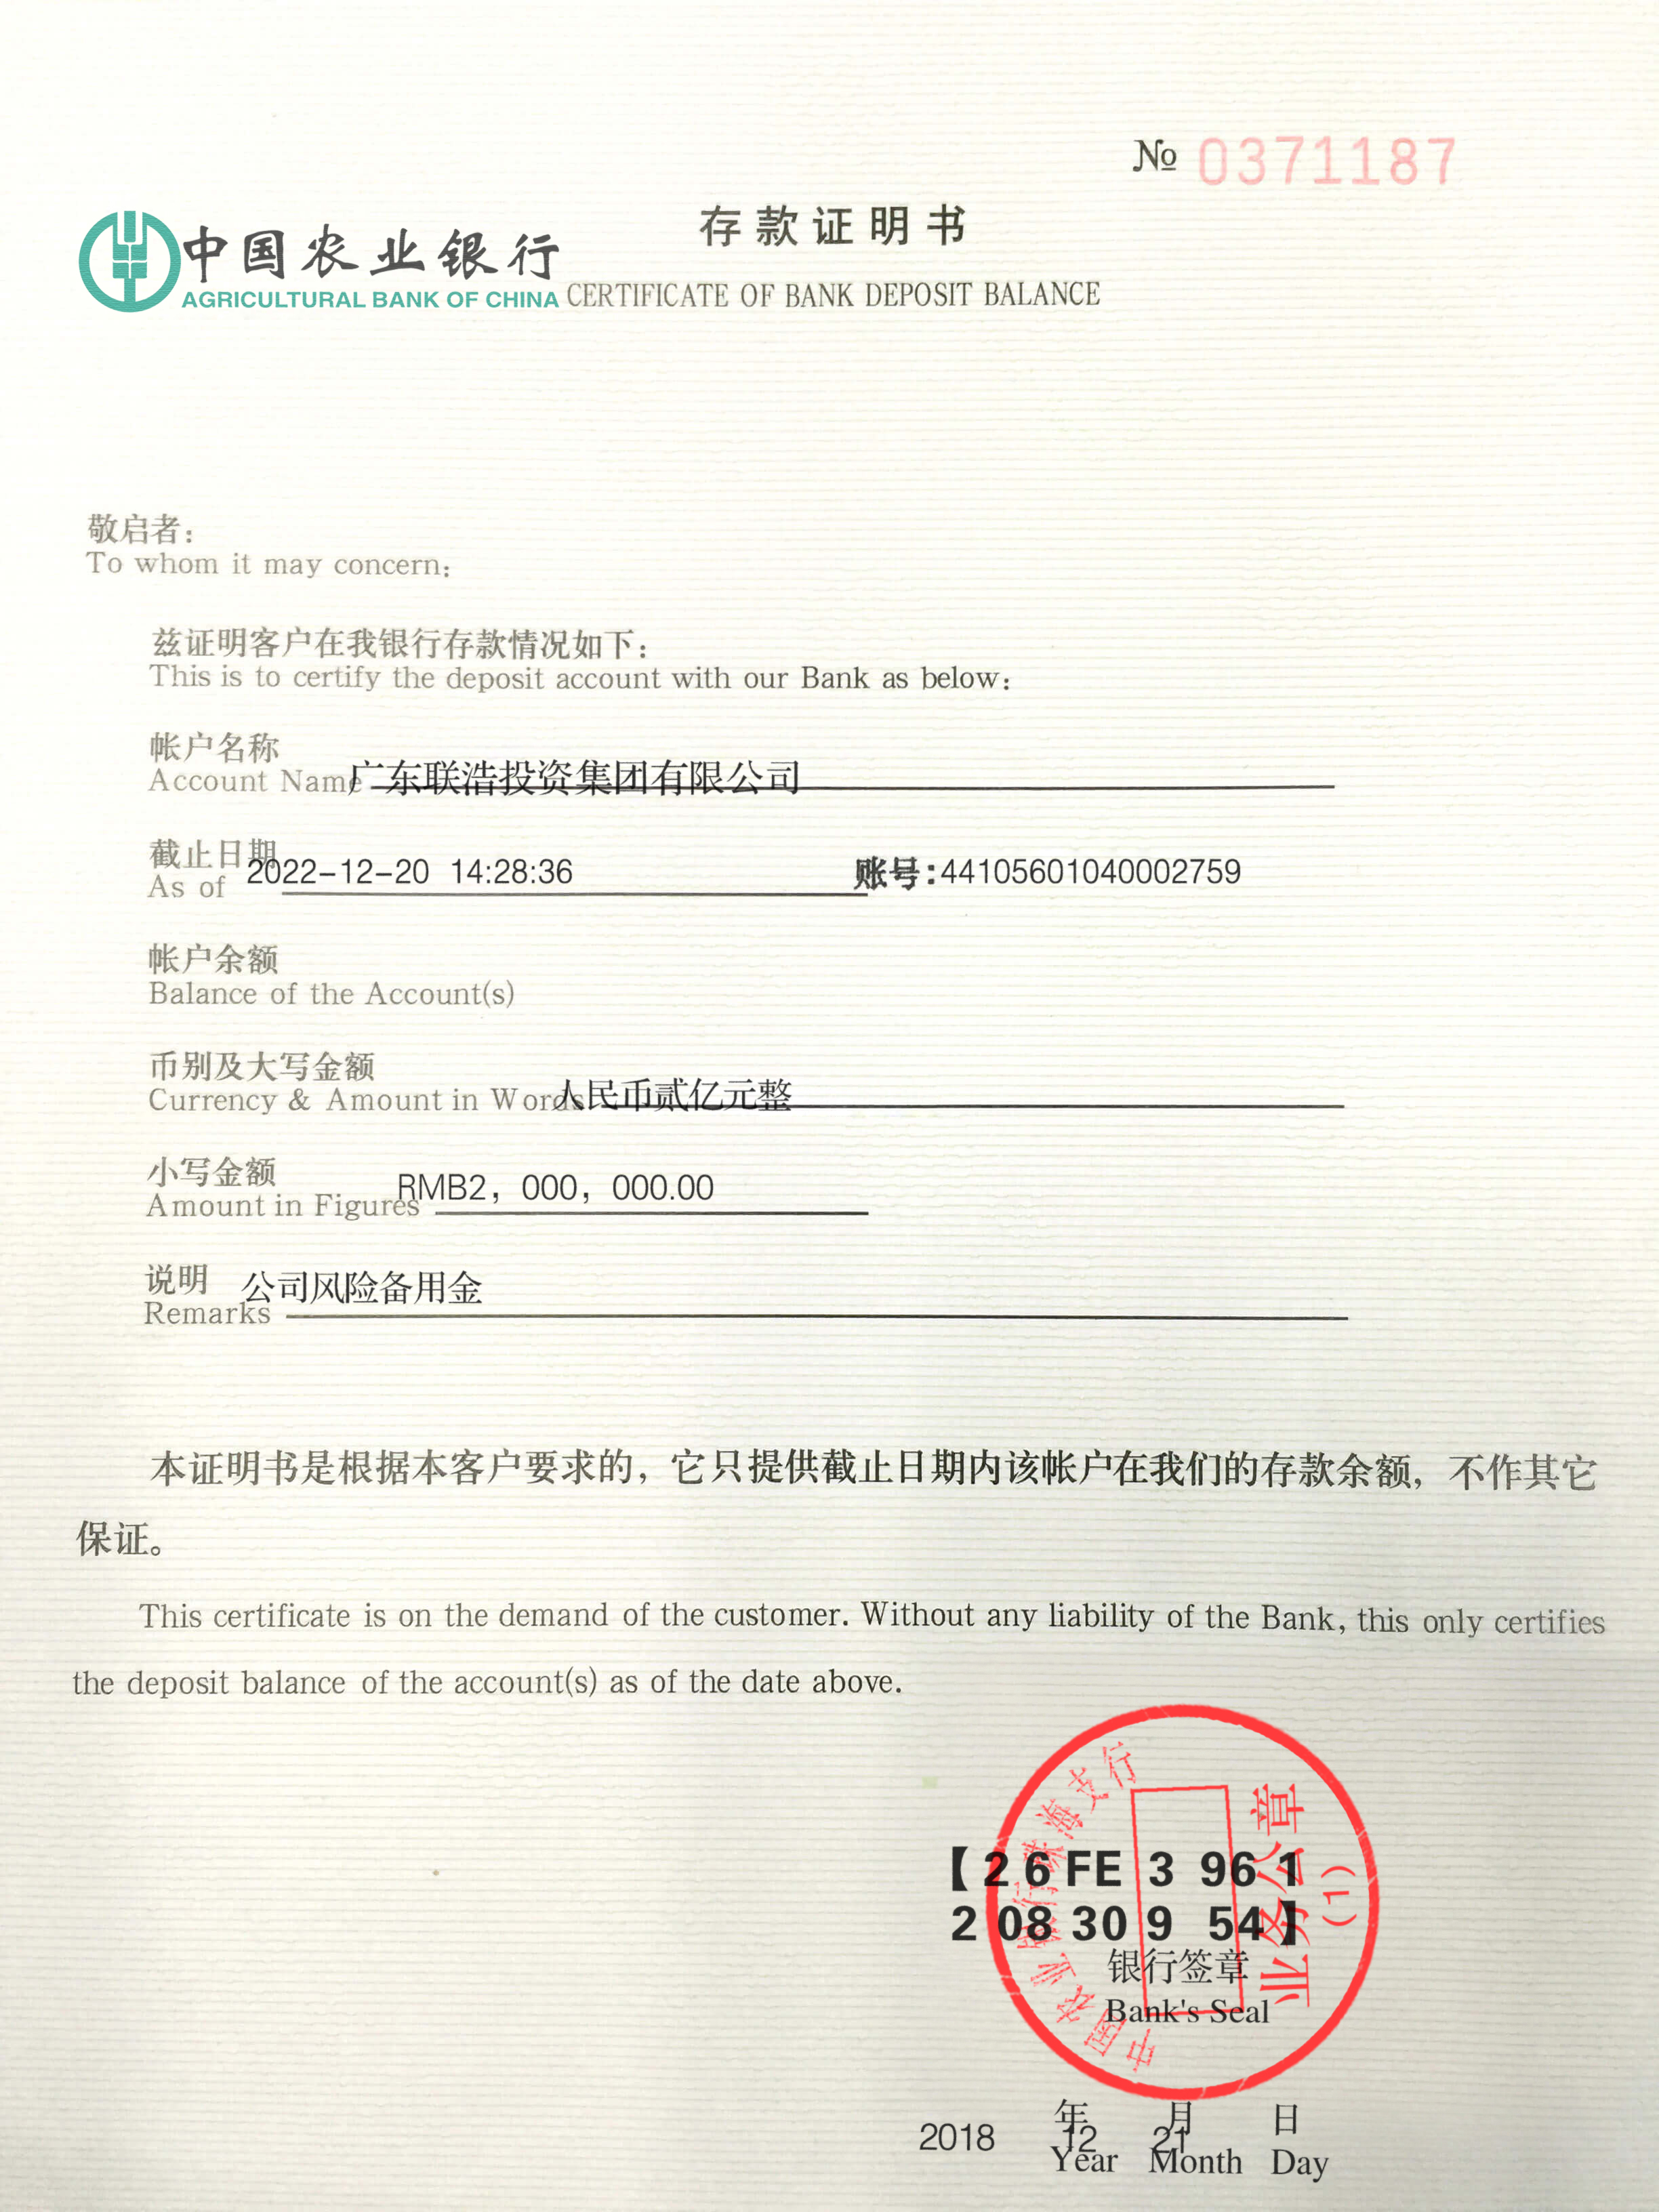 № 0371187
存款证明书
中国农业银行
AGRICULTURAL BANK OF CHINA CERTIFICATE OF BANK DEPOSIT BALANCE
敬启者：
To whom it may concern:
兹证明客户在我银行存款情况如下：
This is to certify the deposit account with our Bank as below:
帐户名称
Account Name 广东联浩投资集团有限公司
截止日期
As of 2022-12-20 14:28:36 账号:44105601040002759
帐户余额
Balance of the Account(s)
币别及大写金额
Currency & Amount in Words 人民币贰亿元整
小写金额
Amount in Figures RMB2，000，000.00
说明 公司风险备用金
Remarks
本证明书是根据本客户要求的，它只提供截止日期内该帐户在我们的存款余额，不作其它
保证。
This certificate is on the demand of the customer. Without any liability of the Bank, this only certifies
the deposit balance of the account(s) as of the date above.
中国农业银行珠海支行
业务公章
(1)
【2 6 FE 3 96 1
2 08 30 9 54】
银行签章
Bank's Seal
年 月 日
2018 12 21
Year Month Day